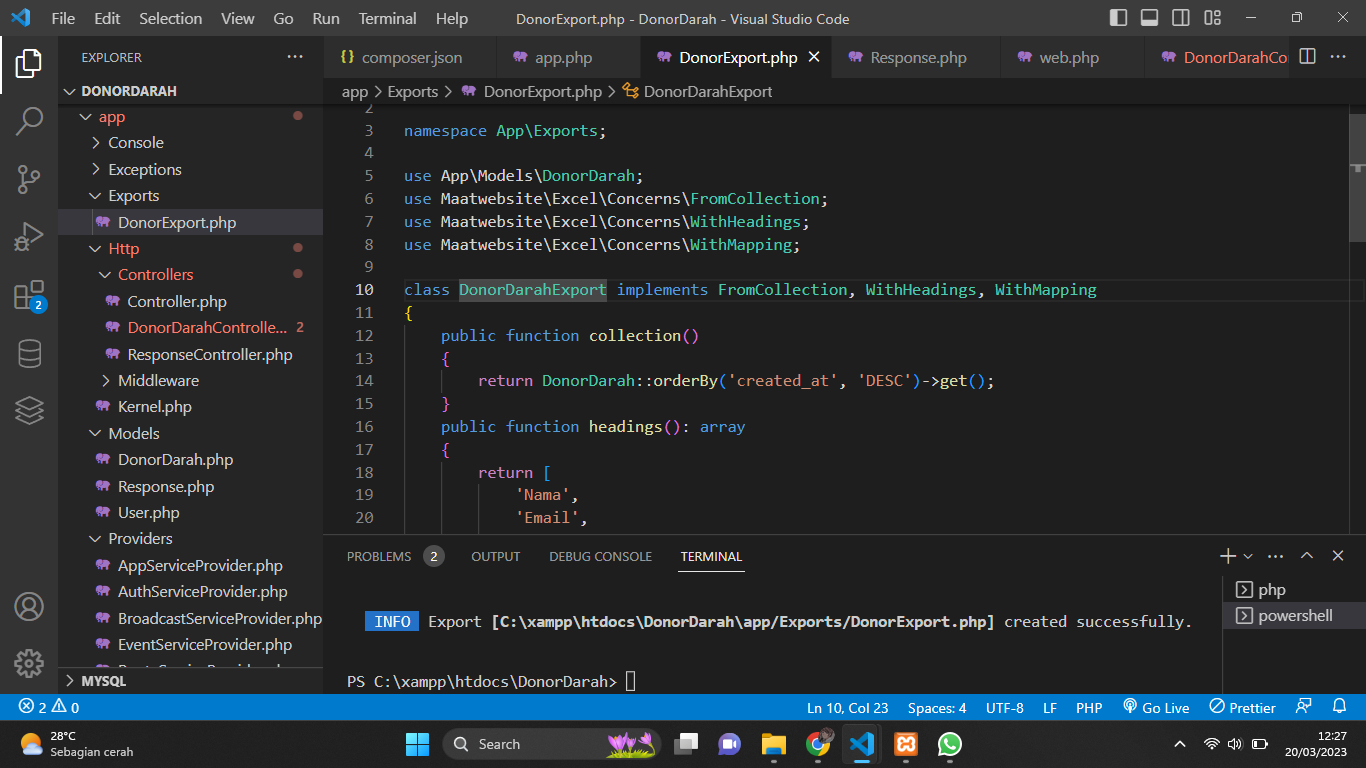 File Edit Selection View Go Run Terminal Help DonorExport.php - DonorDarah - Visual Studio Code
EXPLORER
DONORDARAH
app
Console
Exceptions
Exports
DonorExport.php
Http
Controllers
Controller.php
DonorDarahControlle... 2
ResponseController.php
Middleware
Kernel.php
Models
DonorDarah.php
Response.php
User.php
Providers
AppServiceProvider.php
AuthServiceProvider.php
BroadcastServiceProvider.php
EventServiceProvider.php
MYSQL
2
composer.json app.php DonorExport.php Response.php web.php DonorDarahCo
app > Exports > DonorExport.php > DonorDarahExport
2
3 namespace App\Exports;
4
5 use App\Models\DonorDarah;
6 use Maatwebsite\Excel\Concerns\FromCollection;
7 use Maatwebsite\Excel\Concerns\WithHeadings;
8 use Maatwebsite\Excel\Concerns\WithMapping;
9
10 class DonorDarahExport implements FromCollection, WithHeadings, WithMapping
11 {
12 public function collection()
13 {
14 return DonorDarah::orderBy('created_at', 'DESC')->get();
15 }
16 public function headings(): array
17 {
18 return [
19 'Nama',
20 'Email',
PROBLEMS 2 OUTPUT DEBUG CONSOLE TERMINAL
INFO Export [C:\xampp\htdocs\DonorDarah\app/Exports/DonorExport.php] created successfully.
PS C:\xampp\htdocs\DonorDarah>
php
powershell
2 0 Ln 10, Col 23 Spaces: 4 UTF-8 LF PHP Go Live Prettier
28°C
Sebagian cerah
Search
12:27
20/03/2023